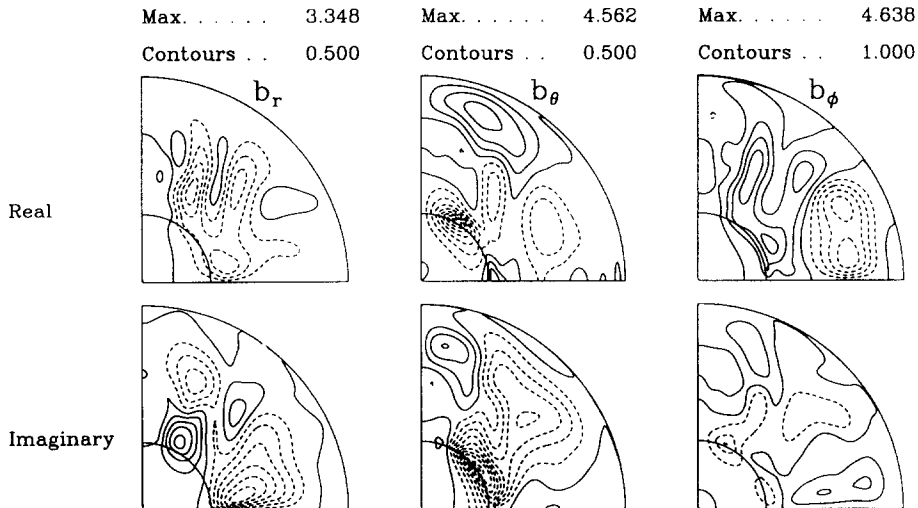 Max. . . . . . 3.348 Max. . . . . . 4.562 Max. . . . . . 4.638
Contours . . 0.500 Contours . . 0.500 Contours . . 1.000
b_r b_θ b_ϕ
Real
Imaginary